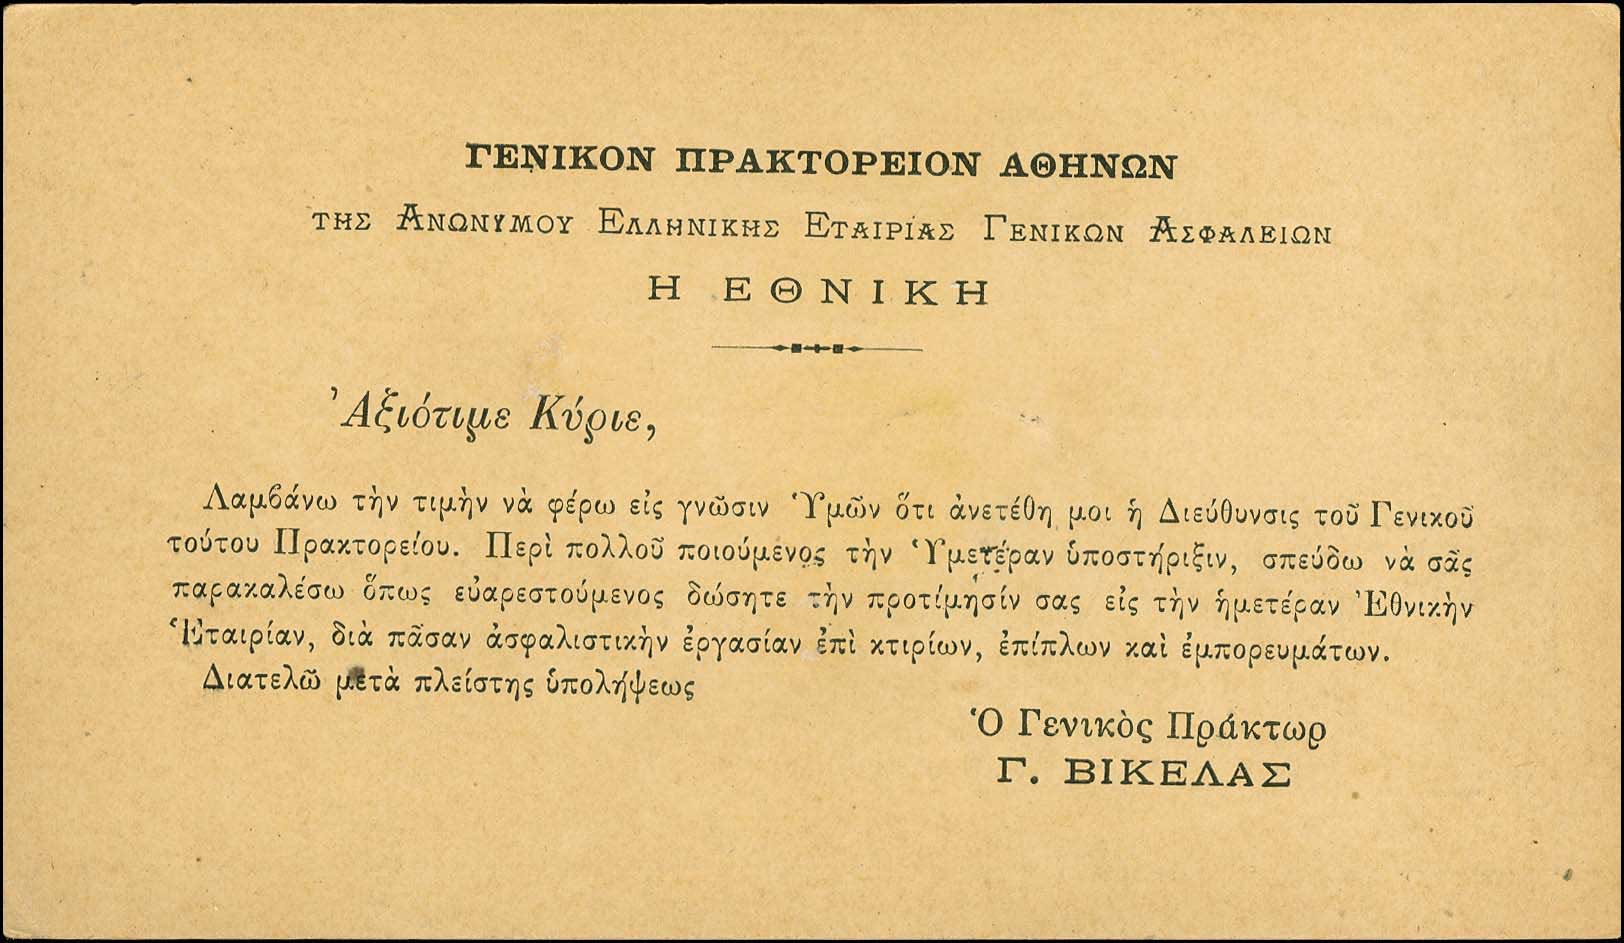 ΓΕΝΙΚΟΝ ΠΡΑΚΤΟΡΕΙΟΝ ΑΘΗΝΩΝ
ΤΗΣ ΑΝΩΝΥΜΟΥ ΕΛΛΗΝΙΚΗΣ ΕΤΑΙΡΙΑΣ ΓΕΝΙΚΩΝ ΑΣΦΑΛΕΙΩΝ
Η ΕΘΝΙΚΗ
Ἀξιότιμε Κύριε,
Λαμβάνω τὴν τιμὴν νὰ φέρω εἰς γνῶσιν Ὑμῶν ὅτι ἀνετέθη μοι ἡ Διεύθυνσις τοῦ Γενικοῦ
τούτου Πρακτορείου. Περὶ πολλοῦ ποιούμενος τὴν Ὑμετέραν ὑποστήριξιν, σπεύδω νὰ σᾶς
παρακαλέσω ὅπως εὐαρεστούμενος δώσητε τὴν προτίμησίν σας εἰς τὴν ἡμετέραν Ἐθνικὴν
Ἑταιρίαν, διὰ πᾶσαν ἀσφαλιστικὴν ἐργασίαν ἐπὶ κτιρίων, ἐπίπλων καὶ ἐμπορευμάτων.
Διατελῶ μετὰ πλείστης ὑπολήψεως
Ὁ Γενικὸς Πράκτωρ
Γ. ΒΙΚΕΛΑΣ